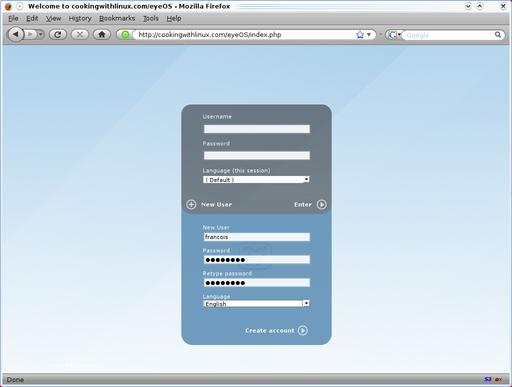 Welcome to cookingwithlinux.com/eyeOS - Mozilla Firefox
File Edit View History Bookmarks Tools Help
http://cookingwithlinux.com/eyeOS/index.php
Google
Username
Password
Language (this session)
( Default )
New User Enter
New User
francois
Password
●●●●●●●●
Retype password
●●●●●●●●
Language
English
Create account
Done